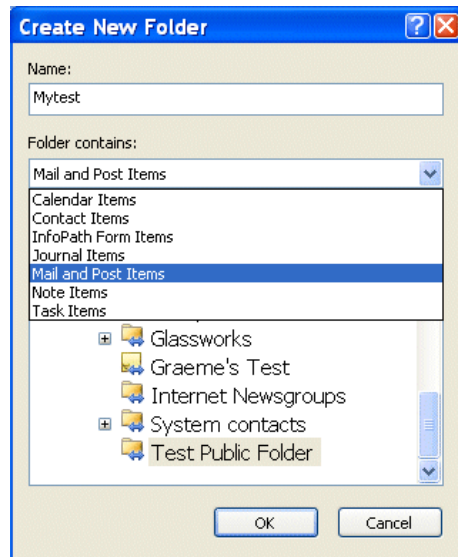 Create New Folder
Name:
Mytest
Folder contains:
Mail and Post Items
Calendar Items
Contact Items
InfoPath Form Items
Journal Items
Mail and Post Items
Note Items
Task Items
Glassworks
Graeme's Test
Internet Newsgroups
System contacts
Test Public Folder
OK Cancel